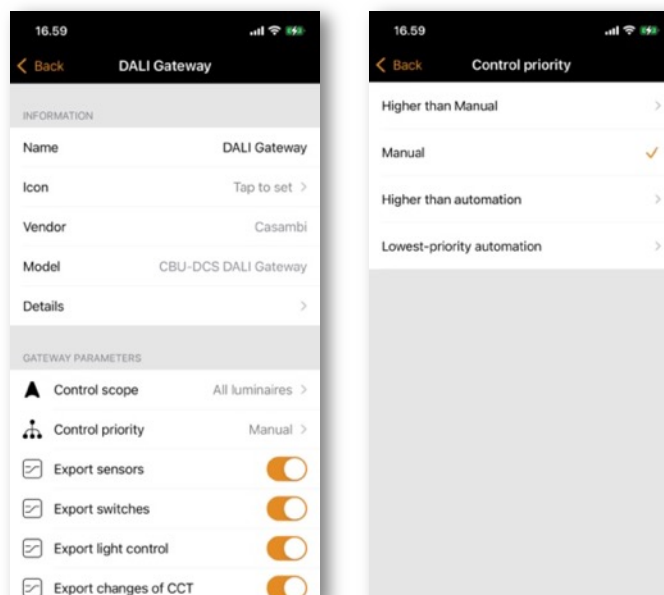 16.59
Back DALI Gateway
INFORMATION
Name DALI Gateway
Icon Tap to set
Vendor Casambi
Model CBU-DCS DALI Gateway
Details
GATEWAY PARAMETERS
Control scope All luminaires
Control priority Manual
Export sensors
Export switches
Export light control
Export changes of CCT
16.59
Back Control priority
Higher than Manual
Manual
Higher than automation
Lowest-priority automation